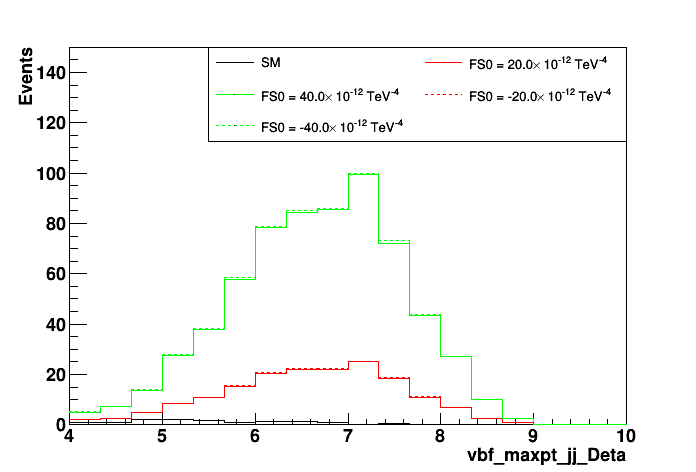 Events
140
120
100
80
60
40
20
0
SM
FS0 = 20.0× 10⁻¹² TeV⁻⁴
FS0 = 40.0× 10⁻¹² TeV⁻⁴
FS0 = -20.0× 10⁻¹² TeV⁻⁴
FS0 = -40.0× 10⁻¹² TeV⁻⁴
4 5 6 7 8 9 10
vbf_maxpt_jj_Deta